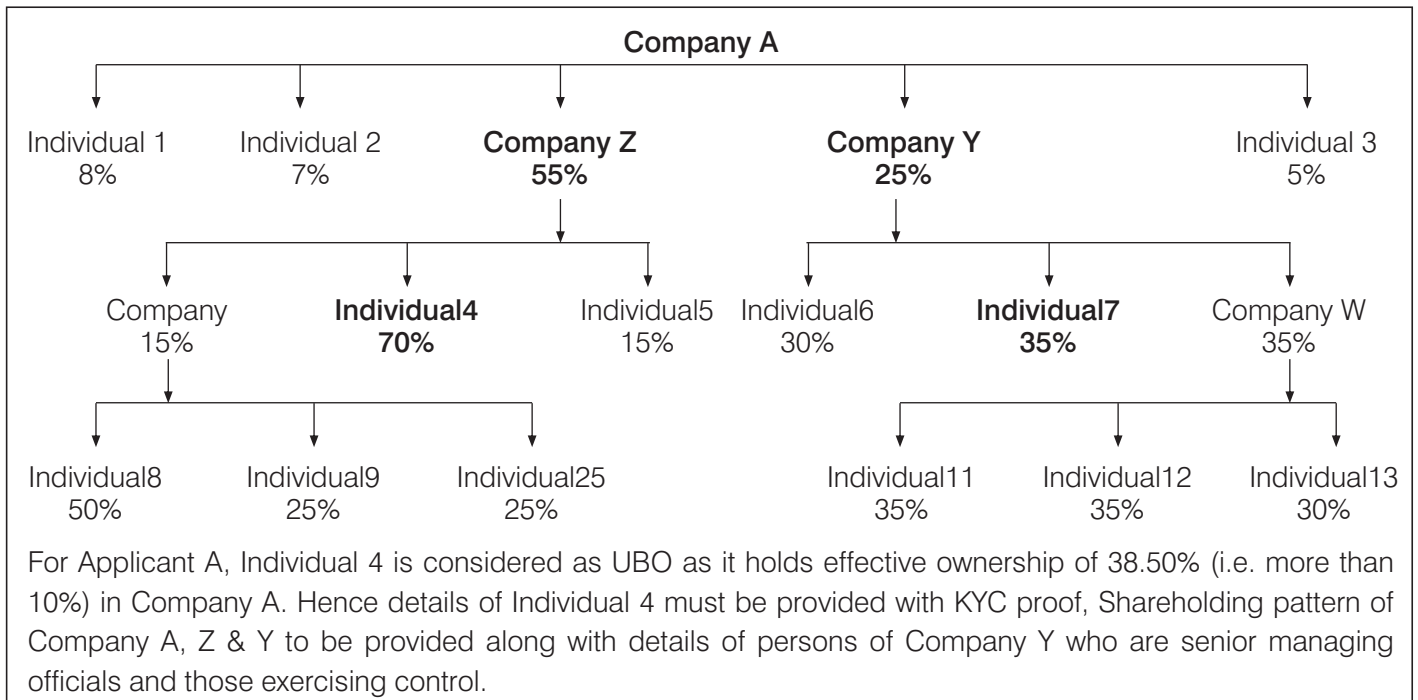 Company A
Individual 1 Individual 2 Company Z Company Y Individual 3
8% 7% 55% 25% 5%
Company Individual4 Individual5 Individual6 Individual7 Company W
15% 70% 15% 30% 35% 35%
Individual8 Individual9 Individual25 Individual11 Individual12 Individual13
50% 25% 25% 35% 35% 30%
For Applicant A, Individual 4 is considered as UBO as it holds effective ownership of 38.50% (i.e. more than
10%) in Company A. Hence details of Individual 4 must be provided with KYC proof, Shareholding pattern of
Company A, Z & Y to be provided along with details of persons of Company Y who are senior managing
officials and those exercising control.